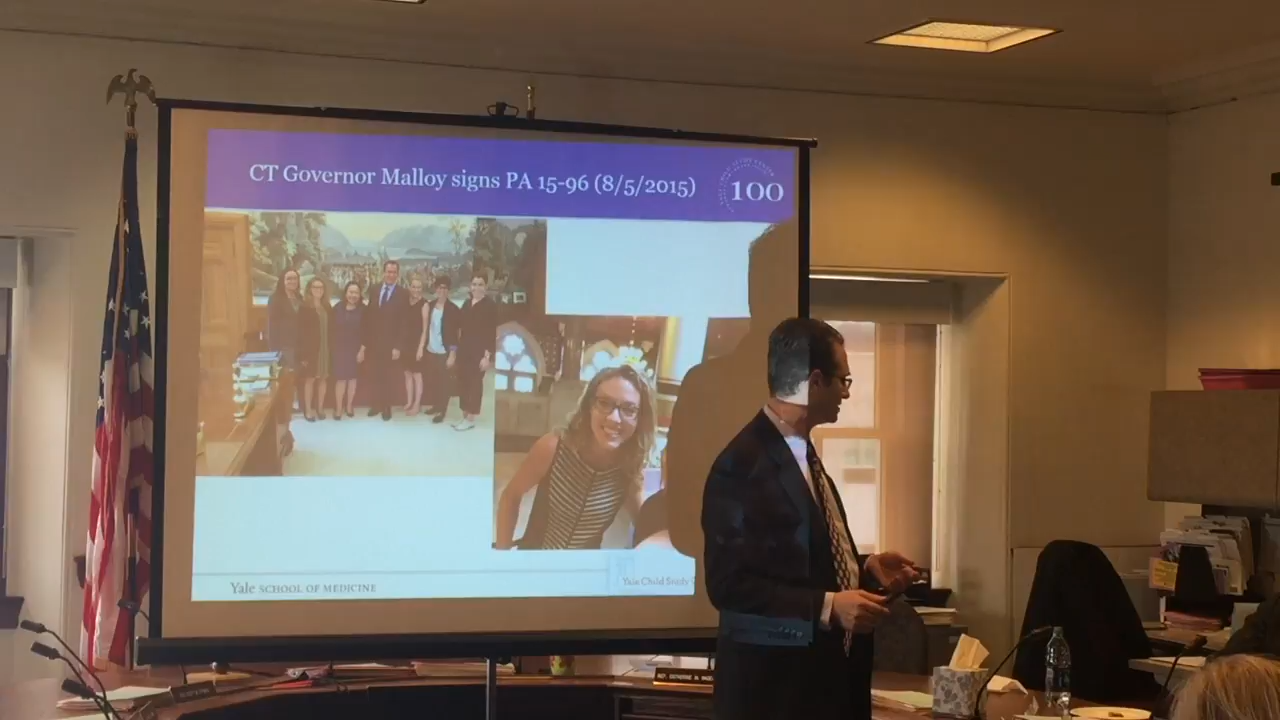 CT Governor Malloy signs PA 15-96 (8/5/2015)
100
Yale SCHOOL OF MEDICINE
Yale Child Study